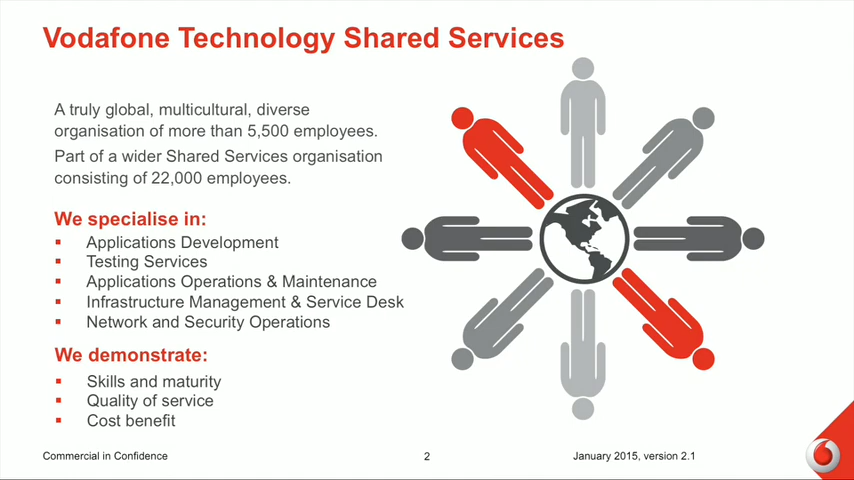 Vodafone Technology Shared Services
A truly global, multicultural, diverse
organisation of more than 5,500 employees.
Part of a wider Shared Services organisation
consisting of 22,000 employees.
We specialise in:
▪ Applications Development
▪ Testing Services
▪ Applications Operations & Maintenance
▪ Infrastructure Management & Service Desk
▪ Network and Security Operations
We demonstrate:
▪ Skills and maturity
▪ Quality of service
▪ Cost benefit
Commercial in Confidence
2
January 2015, version 2.1